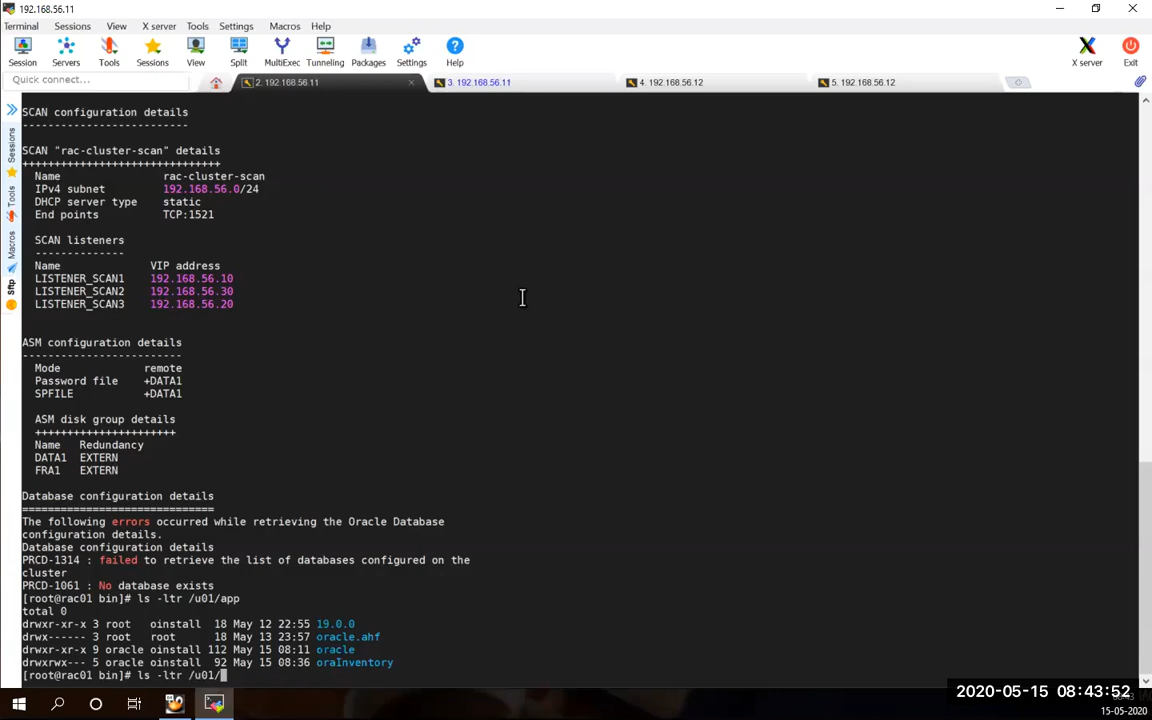 192.168.56.11
Terminal Sessions View X server Tools Settings Macros Help
Session Servers Tools Sessions View Split MultiExec Tunneling Packages Settings Help X server Exit
Quick connect...
2. 192.168.56.11
3. 192.168.56.11
4. 192.168.56.12
5. 192.168.56.12
Sessions
Tools
Macros
sftp
SCAN configuration details
--------------------------
SCAN "rac-cluster-scan" details
+++++++++++++++++++++++++++++++
Name rac-cluster-scan
IPv4 subnet 192.168.56.0/24
DHCP server type static
End points TCP:1521
SCAN listeners
--------------
Name VIP address
LISTENER_SCAN1 192.168.56.10
LISTENER_SCAN2 192.168.56.30
LISTENER_SCAN3 192.168.56.20
ASM configuration details
-------------------------
Mode remote
Password file +DATA1
SPFILE +DATA1
ASM disk group details
++++++++++++++++++++++
Name Redundancy
DATA1 EXTERN
FRA1 EXTERN
Database configuration details
==============================
The following errors occurred while retrieving the Oracle Database
configuration details.
Database configuration details
PRCD-1314 : failed to retrieve the list of databases configured on the
cluster
PRCD-1061 : No database exists
[root@rac01 bin]# ls -ltr /u01/app
total 0
drwxr-xr-x 3 root oinstall 18 May 12 22:55 19.0.0
drwx------ 3 root root 18 May 13 23:57 oracle.ahf
drwxr-xr-x 9 oracle oinstall 112 May 15 08:11 oracle
drwxrwx--- 5 oracle oinstall 92 May 15 08:36 oraInventory
[root@rac01 bin]# ls -ltr /u01/
2020-05-15 08:43:52
15-05-2020